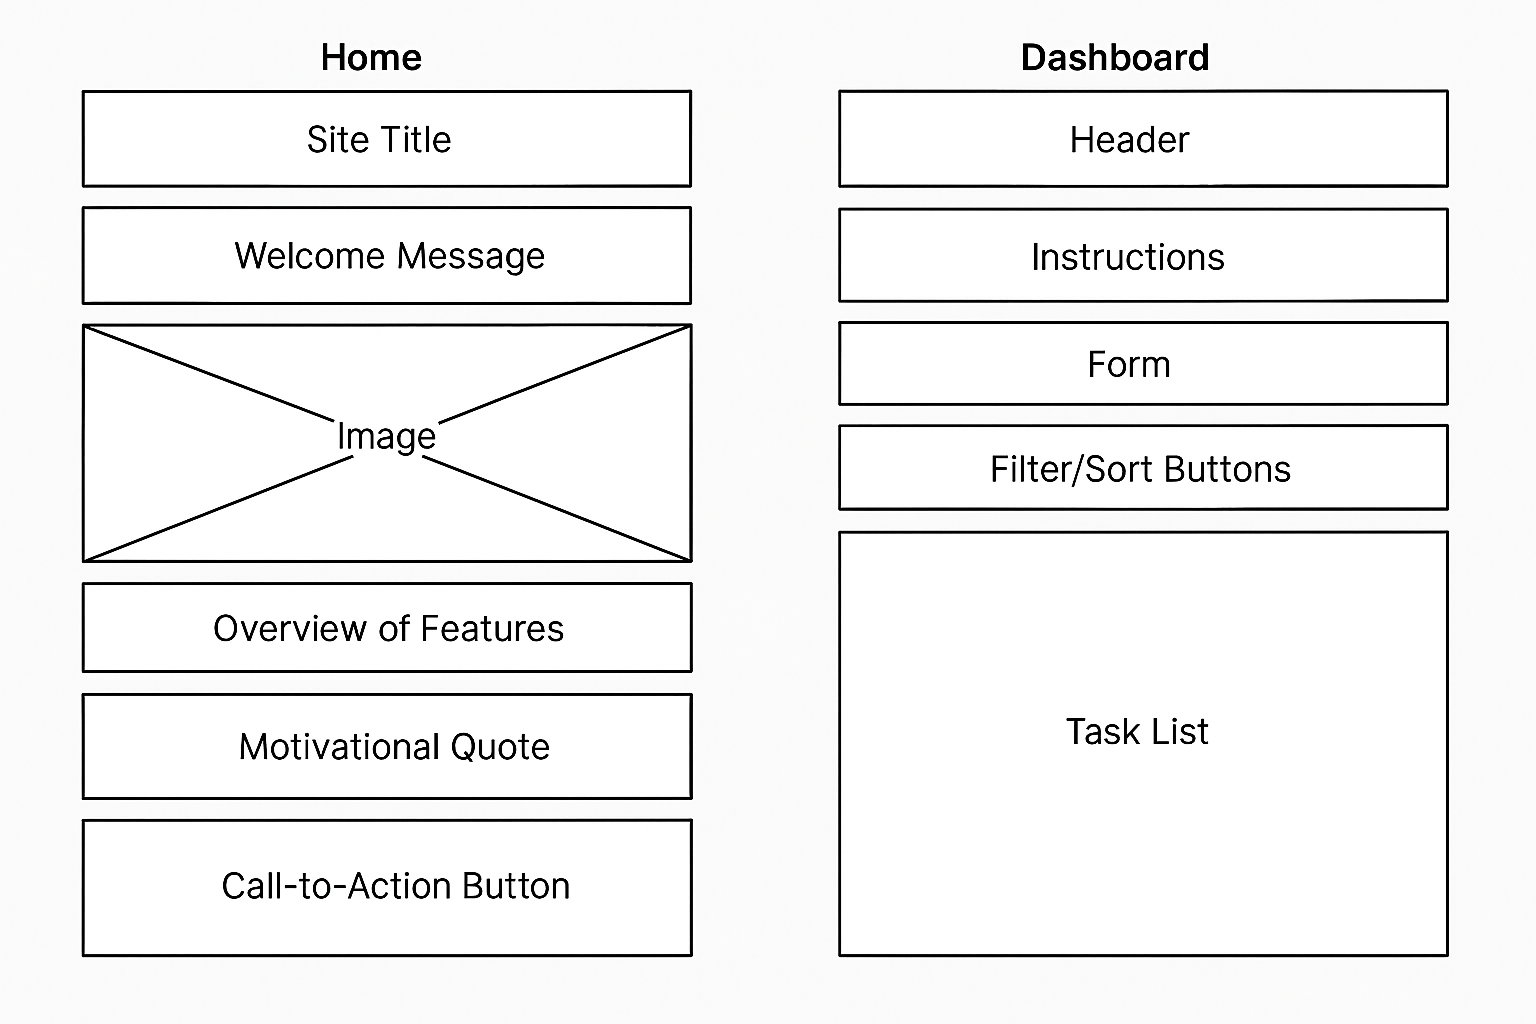 Home
Site Title
Welcome Message
Image
Overview of Features
Motivational Quote
Call-to-Action Button
Dashboard
Header
Instructions
Form
Filter/Sort Buttons
Task List